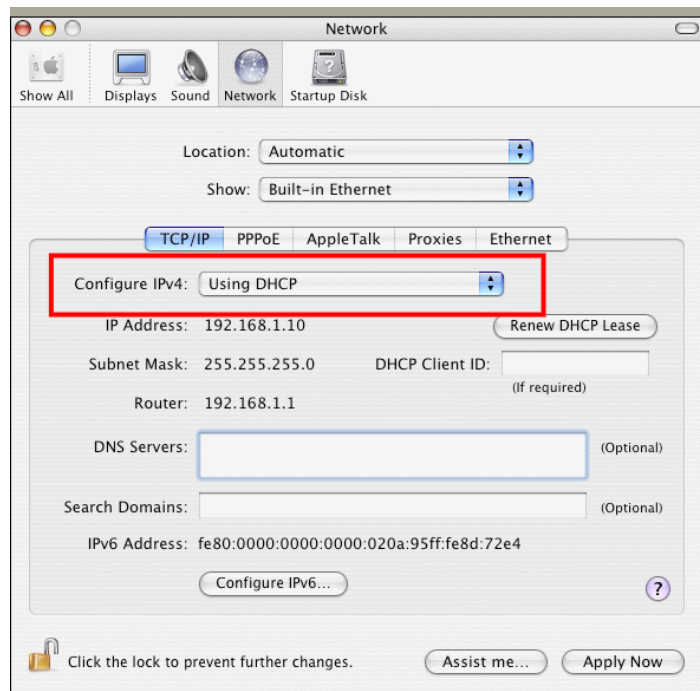 Network
Show All Displays Sound Network Startup Disk
Location: Automatic
Show: Built-in Ethernet
TCP/IP PPPoE AppleTalk Proxies Ethernet
Configure IPv4: Using DHCP
IP Address: 192.168.1.10 Renew DHCP Lease
Subnet Mask: 255.255.255.0 DHCP Client ID:
(If required)
Router: 192.168.1.1
DNS Servers: (Optional)
Search Domains: (Optional)
IPv6 Address: fe80:0000:0000:0000:020a:95ff:fe8d:72e4
Configure IPv6... ?
Click the lock to prevent further changes. Assist me... Apply Now